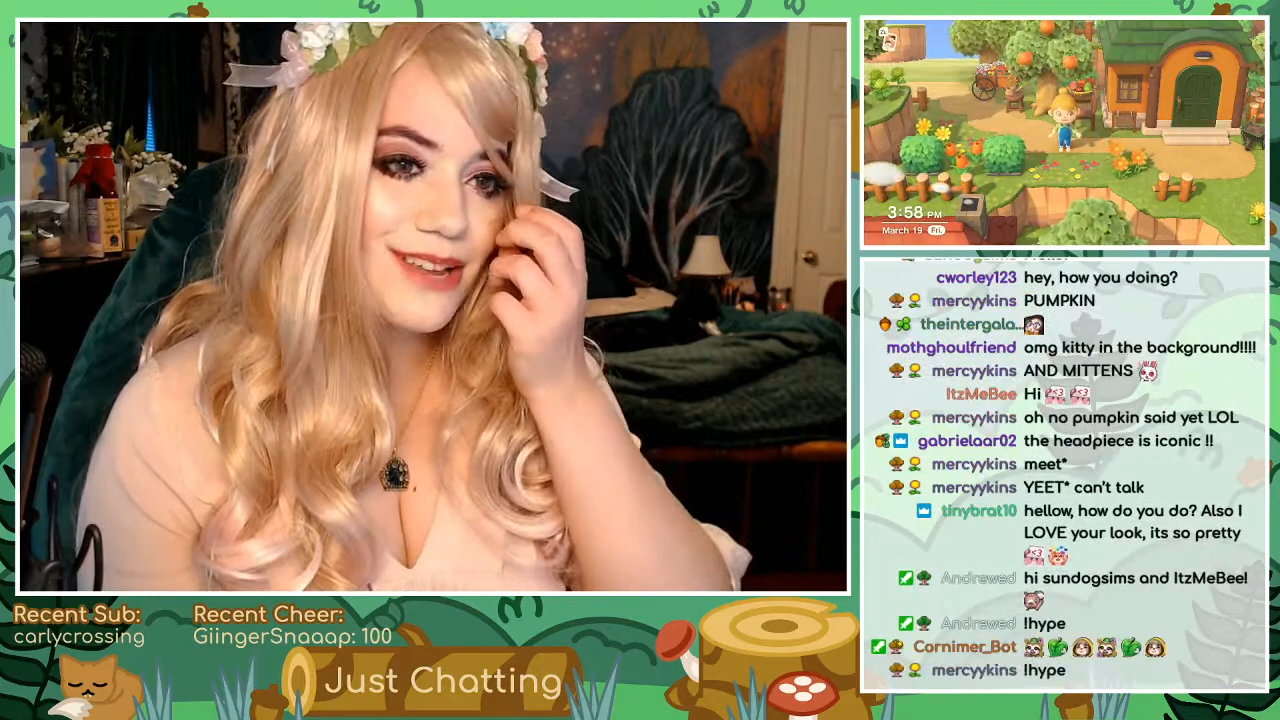 3:58 PM
March 19 Fri.
cworley123 hey, how you doing?
mercyykins PUMPKIN
theintergala...
mothghoulfriend omg kitty in the background!!!!
mercyykins AND MITTENS
ItzMeBee Hi
mercyykins oh no pumpkin said yet LOL
gabrielaar02 the headpiece is iconic !!
mercyykins meet*
mercyykins YEET* can't talk
tinybrat10 hellow, how do you do? Also I
LOVE your look, its so pretty
Andrewed hi sundogsims and ItzMeBee!
Andrewed !hype
Cornimer_Bot
mercyykins !hype
Recent Sub:
carlycrossing
Recent Cheer:
GiingerSnaaap: 100
Just Chatting